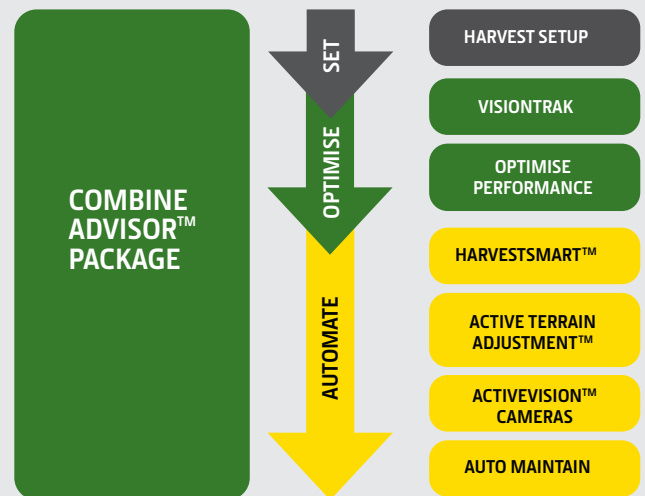 COMBINE
ADVISOR™
PACKAGE
SET
OPTIMISE
AUTOMATE
HARVEST SETUP
VISIONTRAK
OPTIMISE
PERFORMANCE
HARVESTSMART™
ACTIVE TERRAIN
ADJUSTMENT™
ACTIVEVISION™
CAMERAS
AUTO MAINTAIN